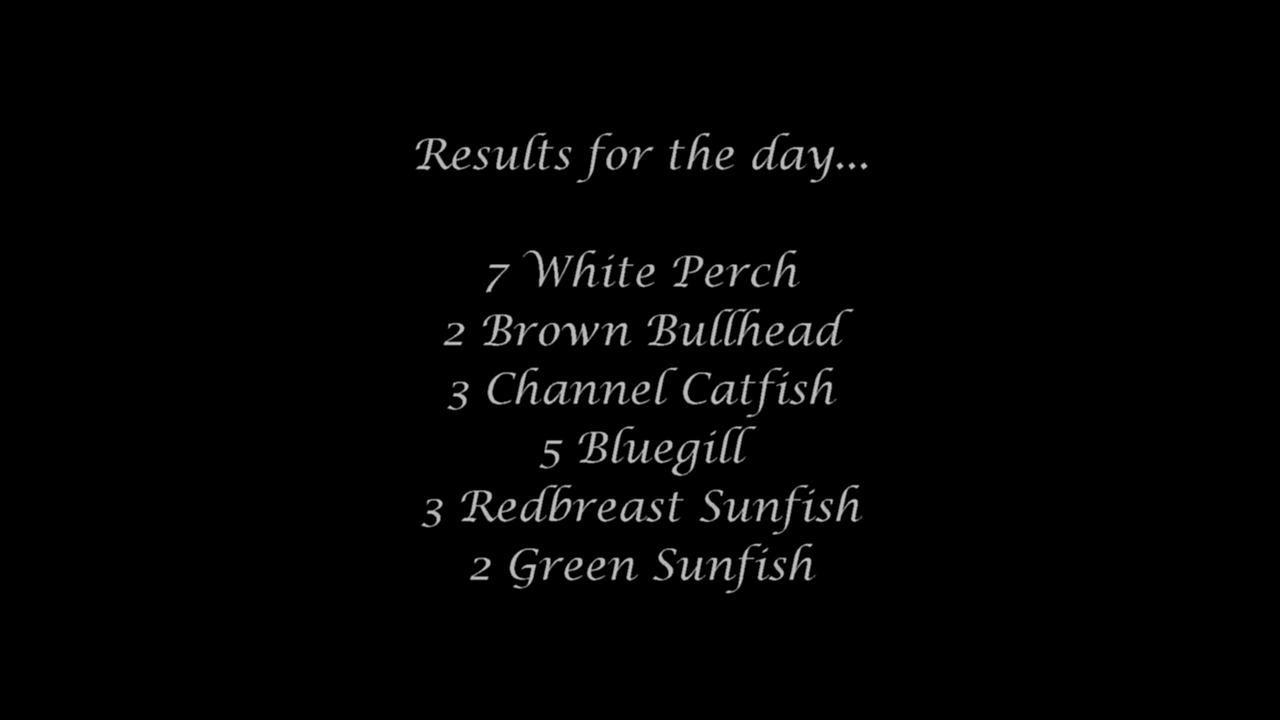 Results for the day...
7 White Perch
2 Brown Bullhead
3 Channel Catfish
5 Bluegill
3 Redbreast Sunfish
2 Green Sunfish